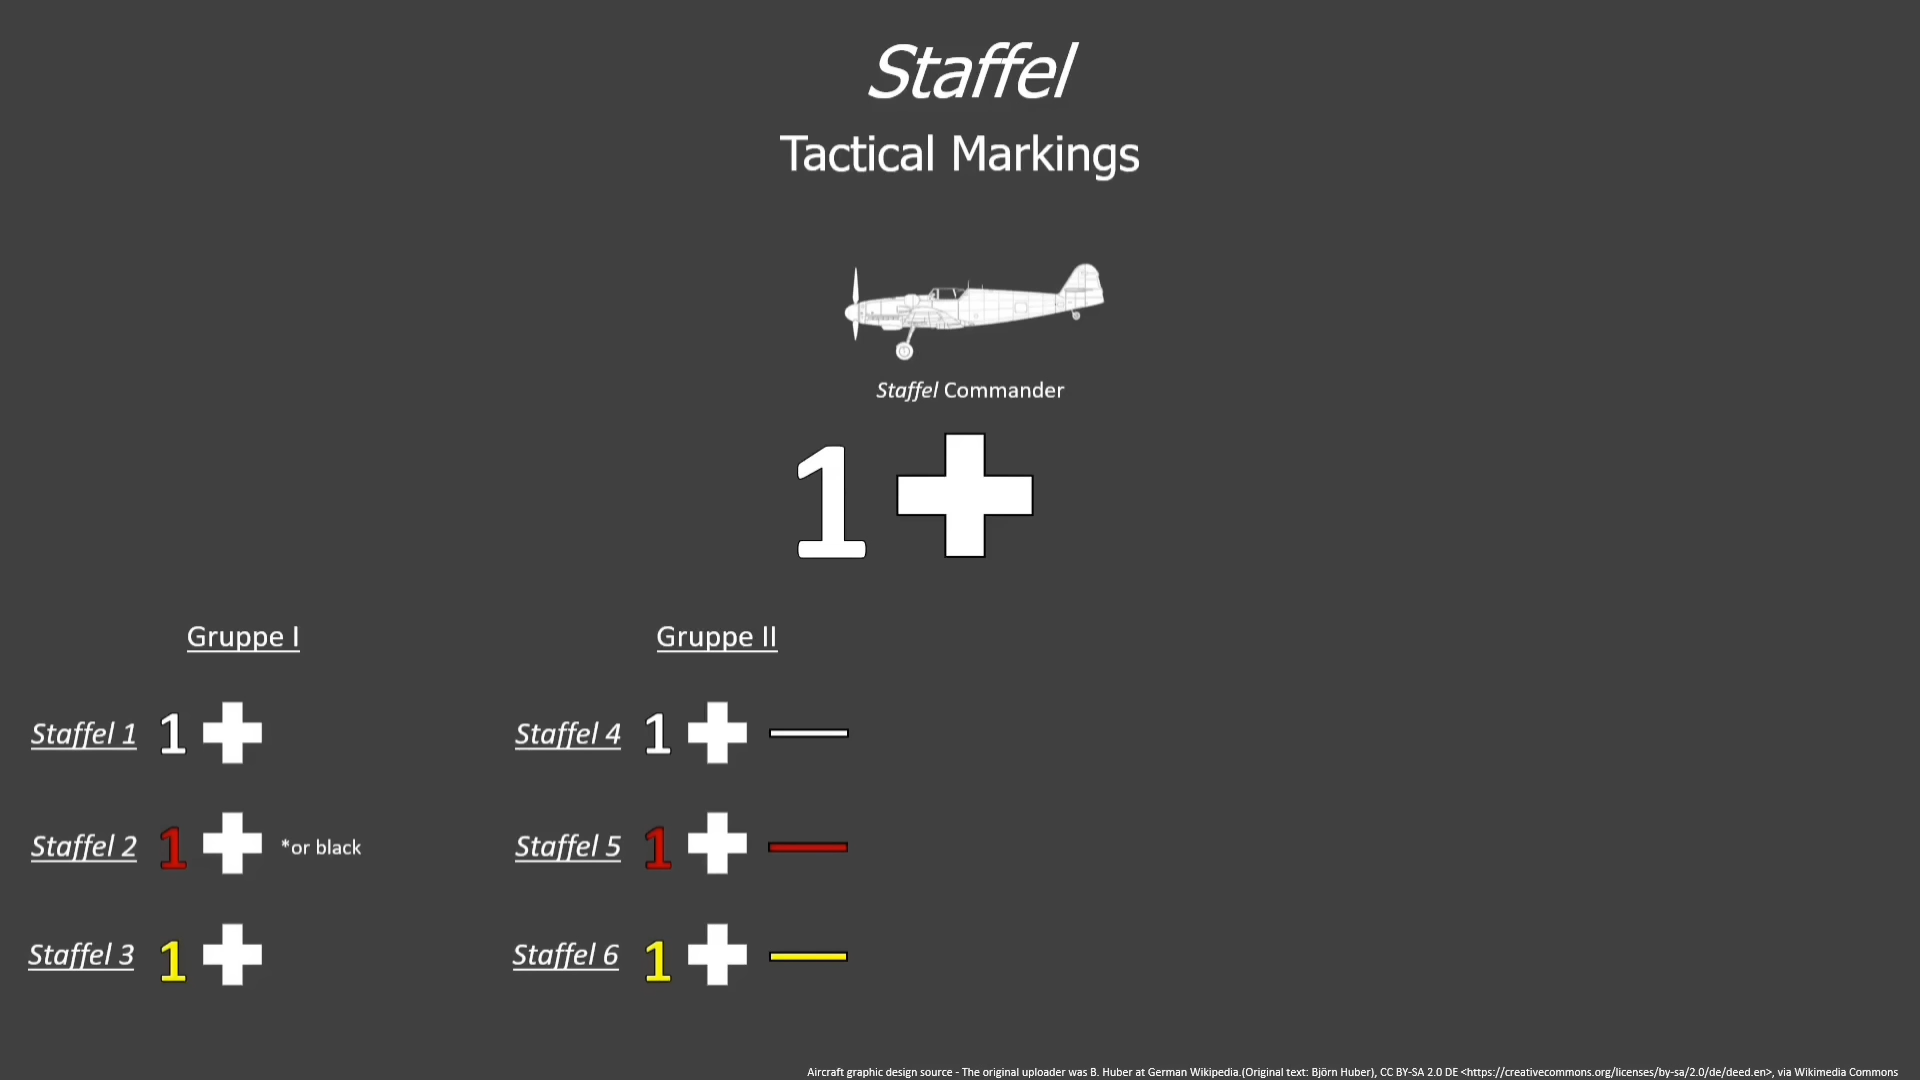 Staffel
Tactical Markings
Staffel Commander
1
Gruppe I
Staffel 1 1
Staffel 2 1 *or black
Staffel 3 1
Gruppe II
Staffel 4 1
Staffel 5 1
Staffel 6 1
Aircraft graphic design source - The original uploader was B. Huber at German Wikipedia.(Original text: Björn Huber), CC BY-SA 2.0 DE <https://creativecommons.org/licenses/by-sa/2.0/de/deed.en>, via Wikimedia Commons